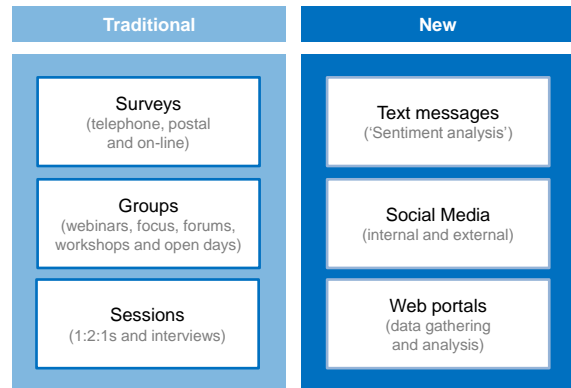 Traditional
Surveys
(telephone, postal
and on-line)
Groups
(webinars, focus, forums,
workshops and open days)
Sessions
(1:2:1s and interviews)
New
Text messages
(‘Sentiment analysis’)
Social Media
(internal and external)
Web portals
(data gathering
and analysis)